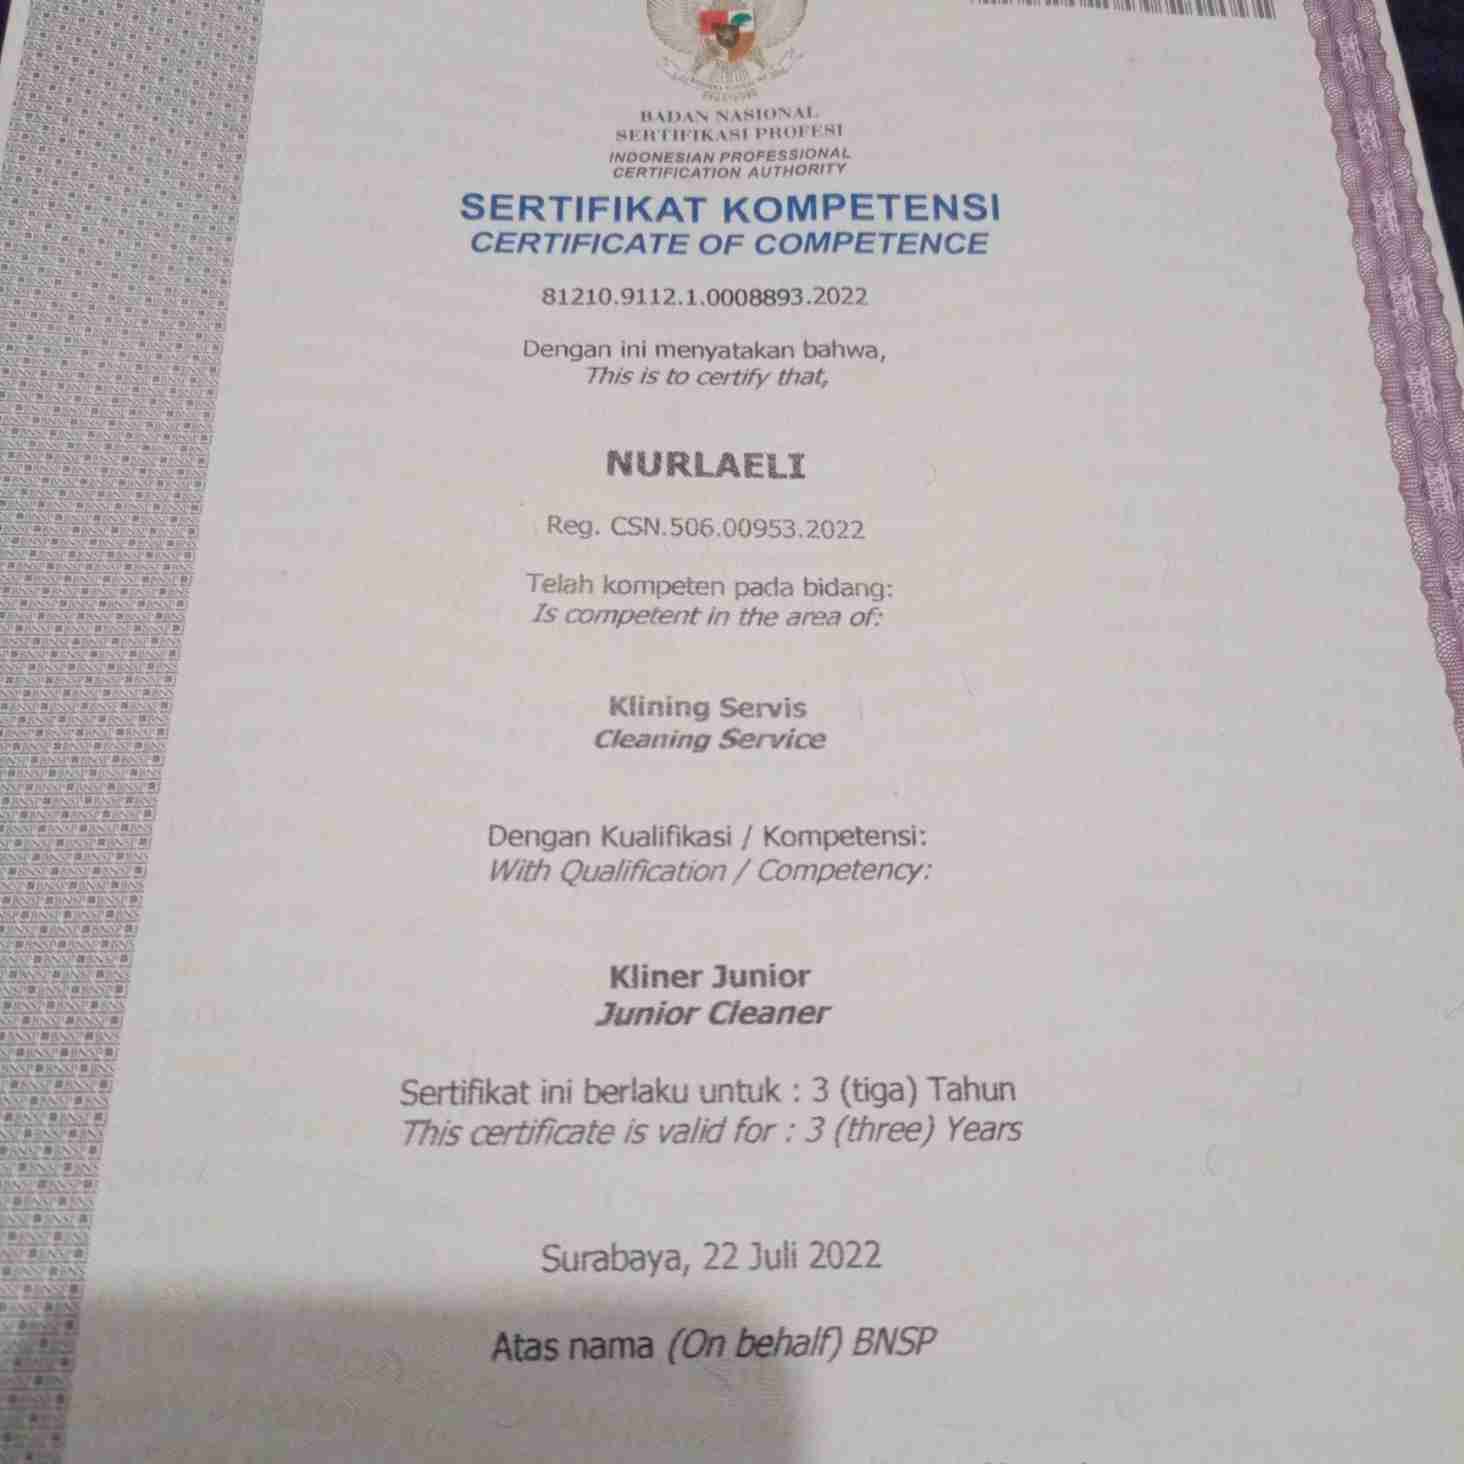 BADAN NASIONAL
SERTIFIKASI PROFESI
INDONESIAN PROFESSIONAL
CERTIFICATION AUTHORITY
SERTIFIKAT KOMPETENSI
CERTIFICATE OF COMPETENCE
81210.9112.1.0008893.2022
Dengan ini menyatakan bahwa,
This is to certify that,
NURLAELI
Reg. CSN.506.00953.2022
Telah kompeten pada bidang:
Is competent in the area of:
Klining Servis
Cleaning Service
Dengan Kualifikasi / Kompetensi:
With Qualification / Competency:
Kliner Junior
Junior Cleaner
Sertifikat ini berlaku untuk : 3 (tiga) Tahun
This certificate is valid for : 3 (three) Years
Surabaya, 22 Juli 2022
Atas nama (On behalf) BNSP